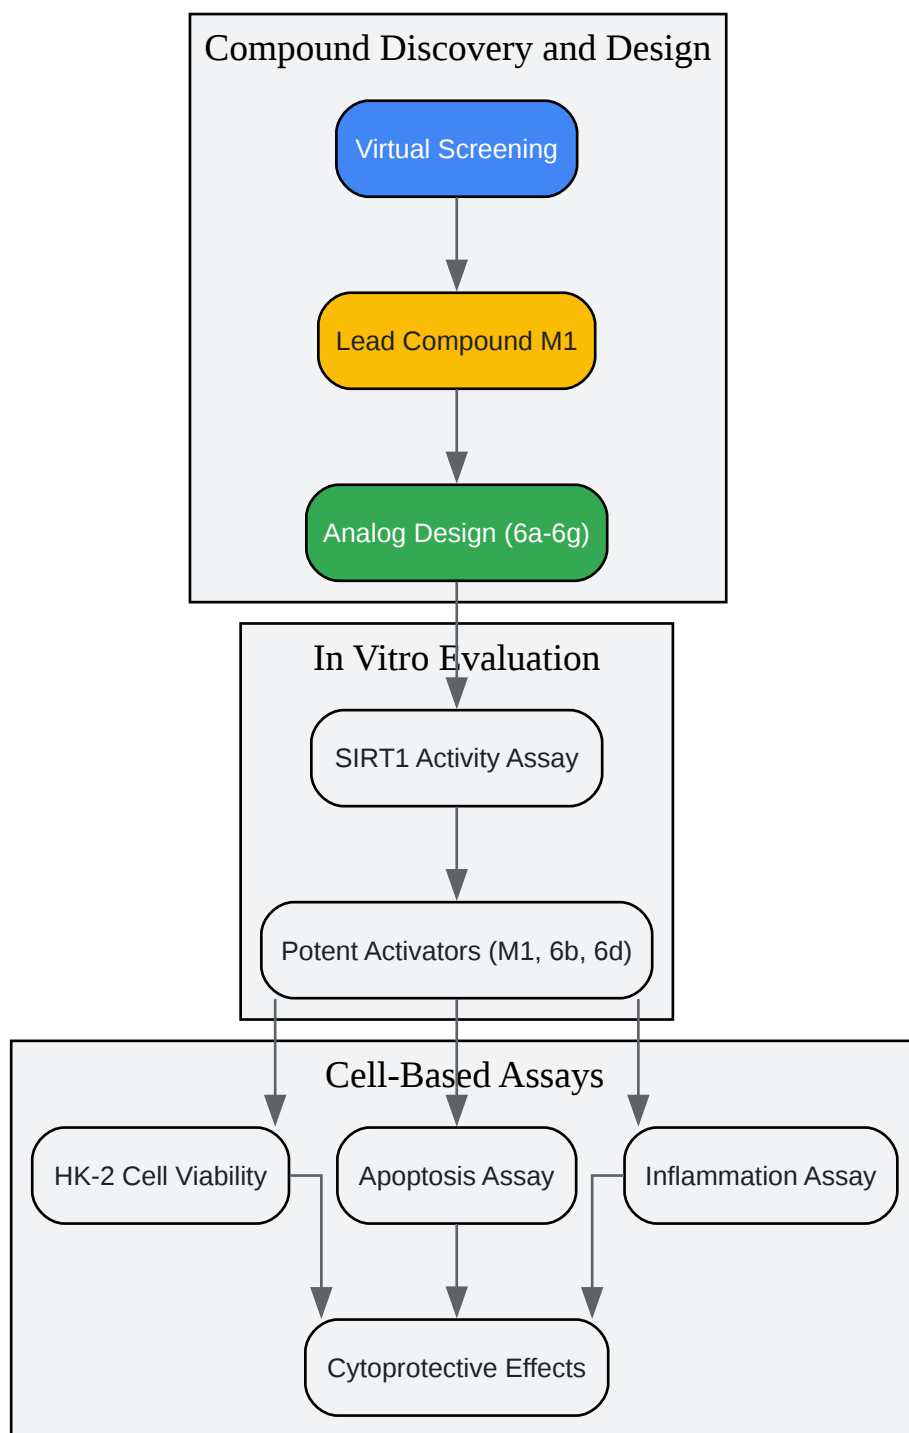 Compound Discovery and Design
Virtual Screening
Lead Compound M1
Analog Design (6a-6g)
In Vitro Evaluation
SIRT1 Activity Assay
Potent Activators (M1, 6b, 6d)
Cell-Based Assays
HK-2 Cell Viability
Apoptosis Assay
Inflammation Assay
Cytoprotective Effects